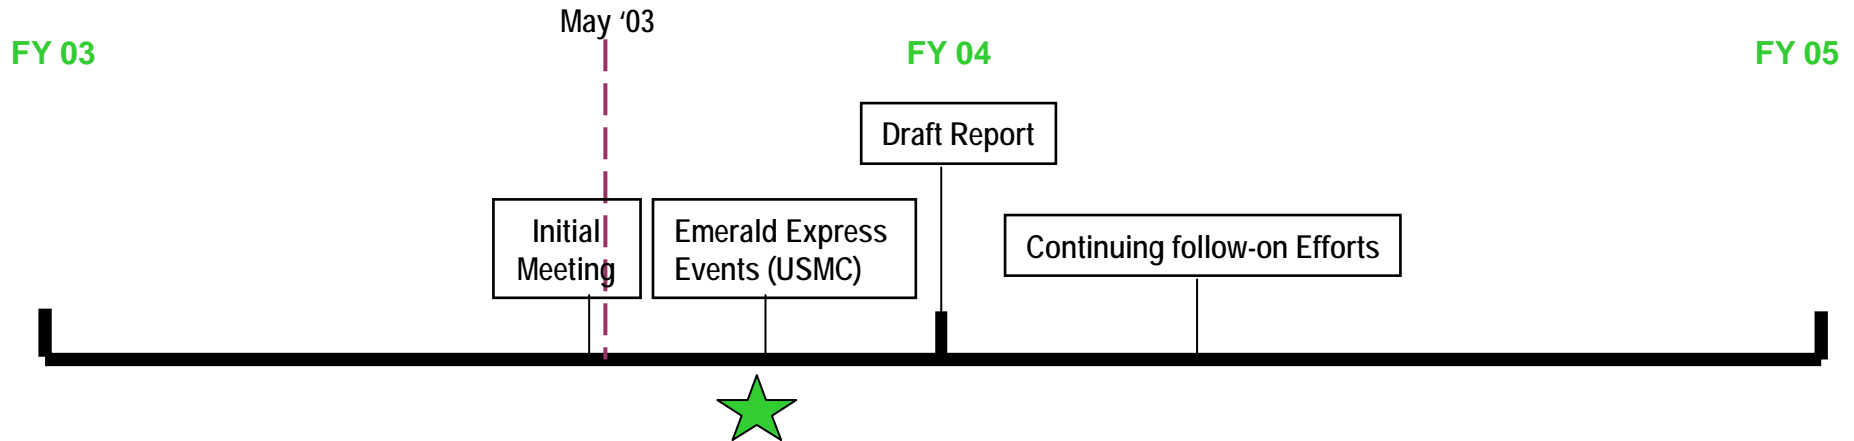 May ‘03
FY 03
FY 04
FY 05
Draft Report
Initial
Meeting
Emerald Express
Events (USMC)
Continuing follow-on Efforts